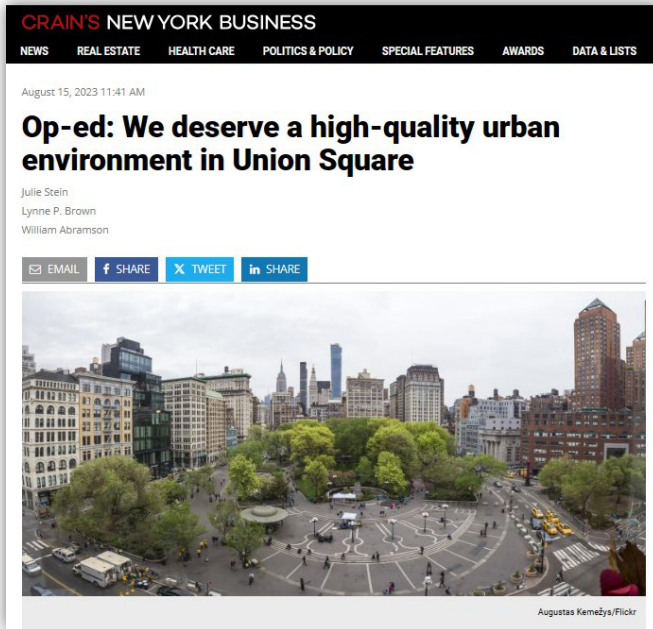 CRAIN'S NEW YORK BUSINESS
NEWS REAL ESTATE HEALTH CARE POLITICS & POLICY SPECIAL FEATURES AWARDS DATA & LISTS
August 15, 2023 11:41 AM
Op-ed: We deserve a high-quality urban
environment in Union Square
Julie Stein
Lynne P. Brown
William Abramson
EMAIL f SHARE X TWEET in SHARE
Augustas Kemežys/Flickr